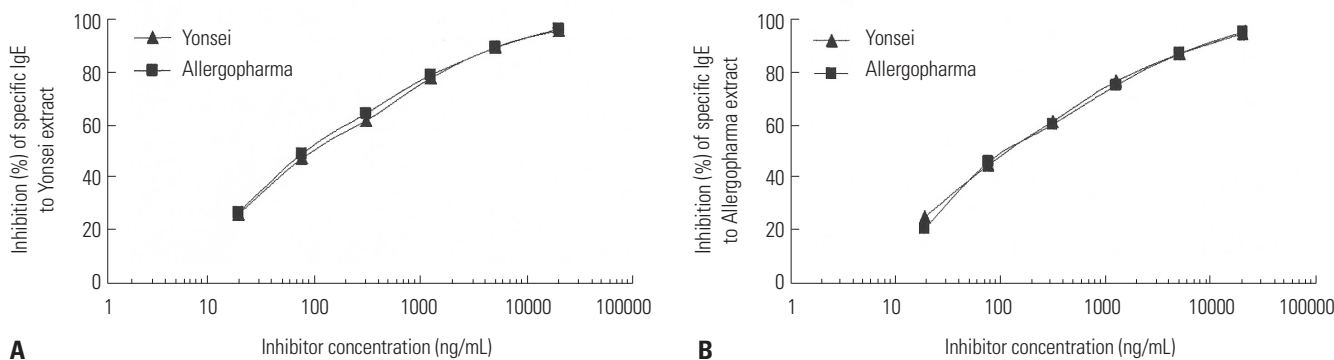 Inhibition (%) of specific IgE
to Yonsei extract
100
80
60
40
20
0
Yonsei
Allergopharma
1
10
100
1000
10000
100000
Inhibitor concentration (ng/mL)
A
Inhibition (%) of specific IgE
to Allergopharma extract
100
80
60
40
20
0
Yonsei
Allergopharma
1
10
100
1000
10000
100000
Inhibitor concentration (ng/mL)
B